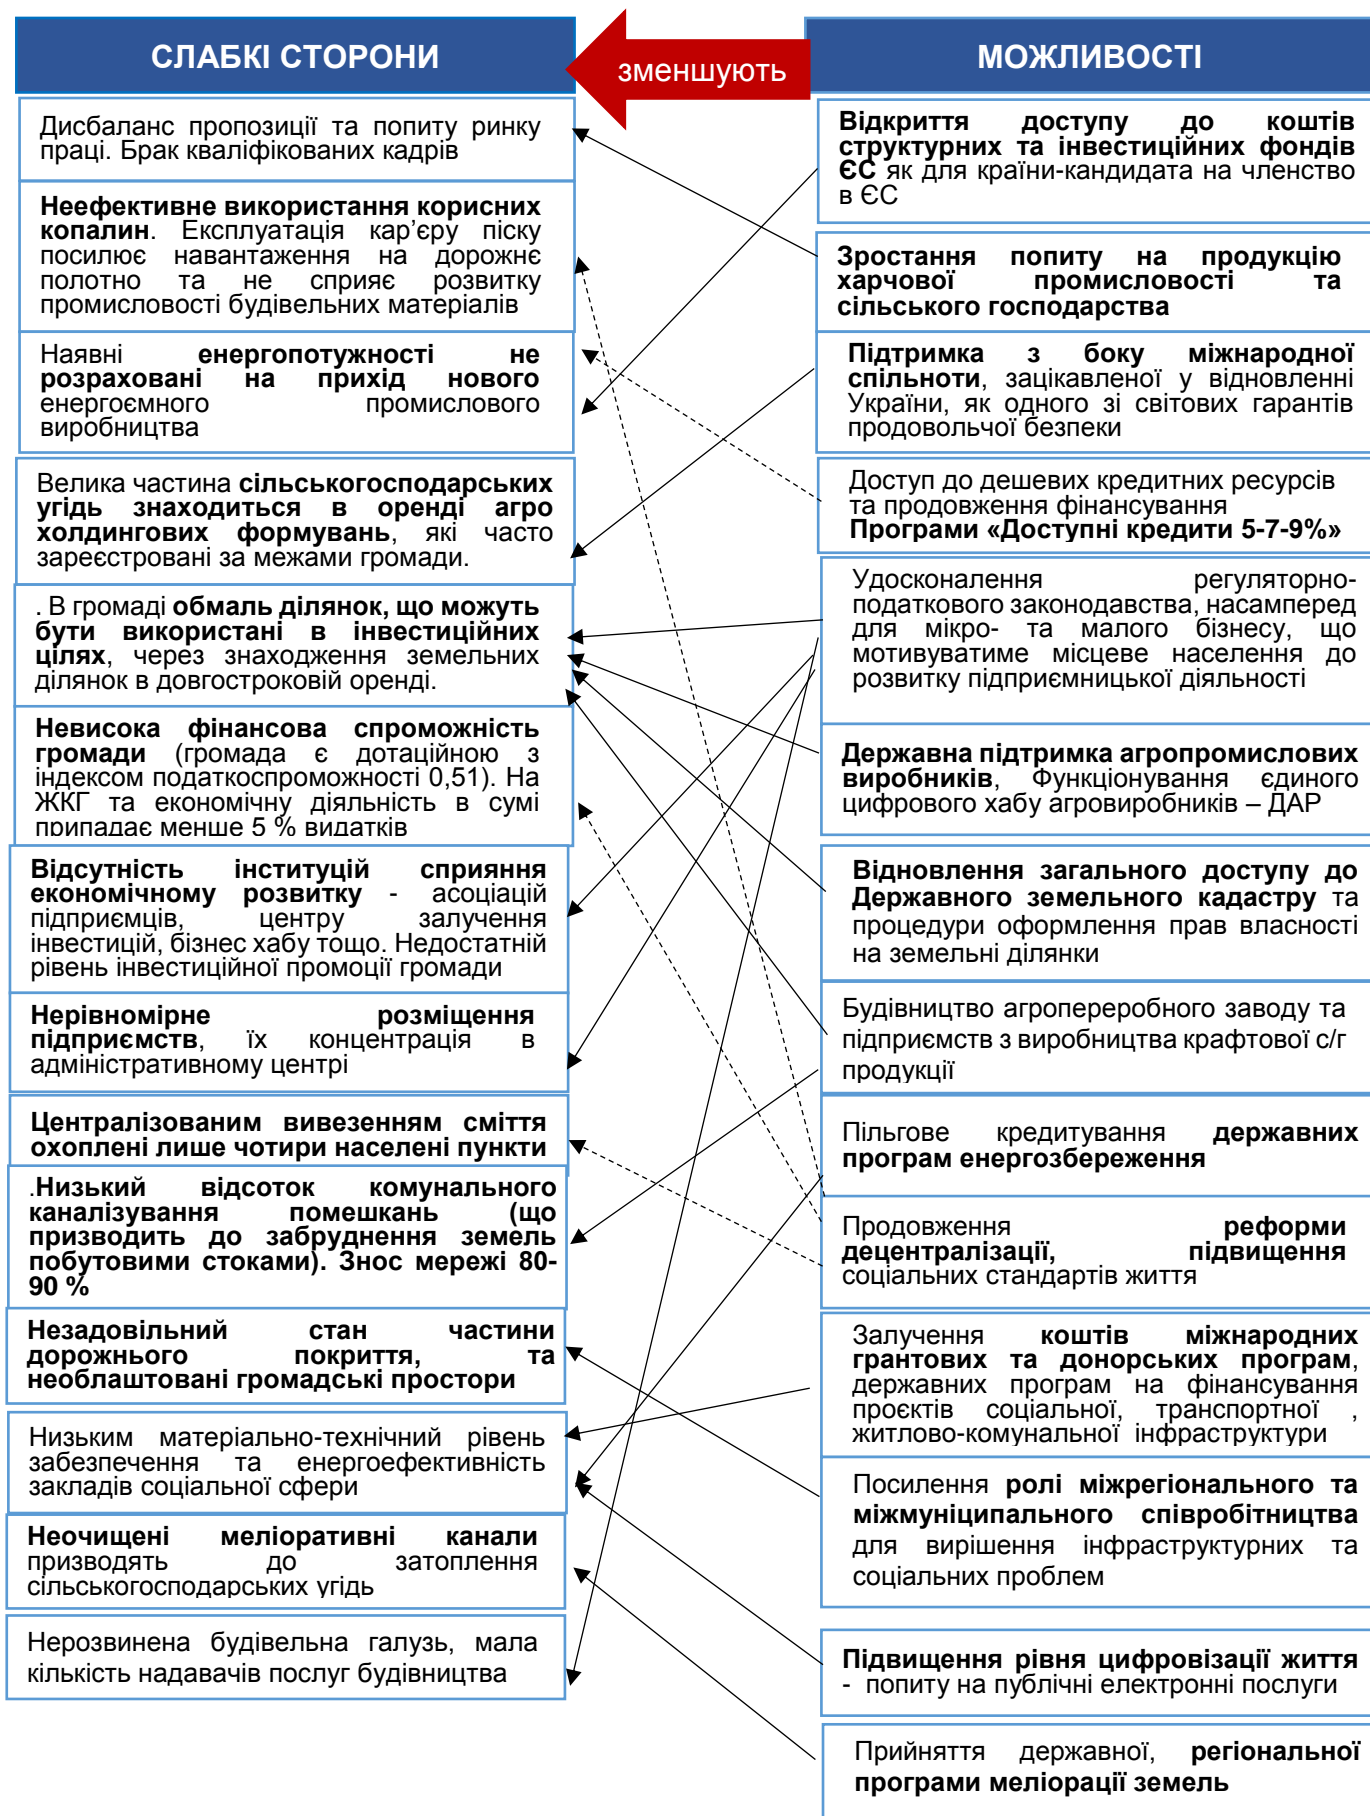 СЛАБКІ СТОРОНИ
зменшують
МОЖЛИВОСТІ
Дисбаланс пропозиції та попиту ринку
праці. Брак кваліфікованих кадрів
Неефективне використання корисних
копалин. Експлуатація кар’єру піску
посилює навантаження на дорожнє
полотно та не сприяє розвитку
промисловості будівельних матеріалів
Наявні енергопотужності не
розраховані на прихід нового
енергоємного промислового
виробництва
Велика частина сільськогосподарських
угідь знаходиться в оренді агро
холдингових формувань, які часто
зареєстровані за межами громади.
. В громаді обмаль ділянок, що можуть
бути використані в інвестиційних
цілях, через знаходження земельних
ділянок в довгостроковій оренді.
Невисока фінансова спроможність
громади (громада є дотаційною з
індексом податкоспроможності 0,51). На
ЖКГ та економічну діяльність в сумі
припадає менше 5 % видатків
Відсутність інституцій сприяння
економічному розвитку - асоціацій
підприємців, центру залучення
інвестицій, бізнес хабу тощо. Недостатній
рівень інвестиційної промоції громади
Нерівномірне розміщення
підприємств, їх концентрація в
адміністративному центрі
Централізованим вивезенням сміття
охоплені лише чотири населені пункти
.Низький відсоток комунального
каналізування помешкань (що
призводить до забруднення земель
побутовими стоками). Знос мережі 80-
90 %
Незадовільний стан частини
дорожнього покриття, та
необлаштовані громадські простори
Низьким матеріально-технічний рівень
забезпечення та енергоефективність
закладів соціальної сфери
Неочищені меліоративні канали
призводять до затоплення
сільськогосподарських угідь
Нерозвинена будівельна галузь, мала
кількість надавачів послуг будівництва
Відкриття доступу до коштів
структурних та інвестиційних фондів
ЄС як для країни-кандидата на членство
в ЄС
Зростання попиту на продукцію
харчової промисловості та
сільського господарства
Підтримка з боку міжнародної
спільноти, зацікавленої у відновленні
України, як одного зі світових гарантів
продовольчої безпеки
Доступ до дешевих кредитних ресурсів
та продовження фінансування
Програми «Доступні кредити 5-7-9%»
Удосконалення регуляторно-
податкового законодавства, насамперед
для мікро- та малого бізнесу, що
мотивуватиме місцеве населення до
розвитку підприємницької діяльності
Державна підтримка агропромислових
виробників, Функціонування єдиного
цифрового хабу агровиробників – ДАР
Відновлення загального доступу до
Державного земельного кадастру та
процедури оформлення прав власності
на земельні ділянки
Будівництво агропереробного заводу та
підприємств з виробництва крафтової с/г
продукції
Пільгове кредитування державних
програм енергозбереження
Продовження реформи
децентралізації, підвищення
соціальних стандартів життя
Залучення коштів міжнародних
грантових та донорських програм,
державних програм на фінансування
проєктів соціальної, транспортної ,
житлово-комунальної інфраструктури
Посилення ролі міжрегіонального та
міжмуніципального співробітництва
для вирішення інфраструктурних та
соціальних проблем
Підвищення рівня цифровізації життя
- попиту на публічні електронні послуги
Прийняття державної, регіональної
програми меліорації земель